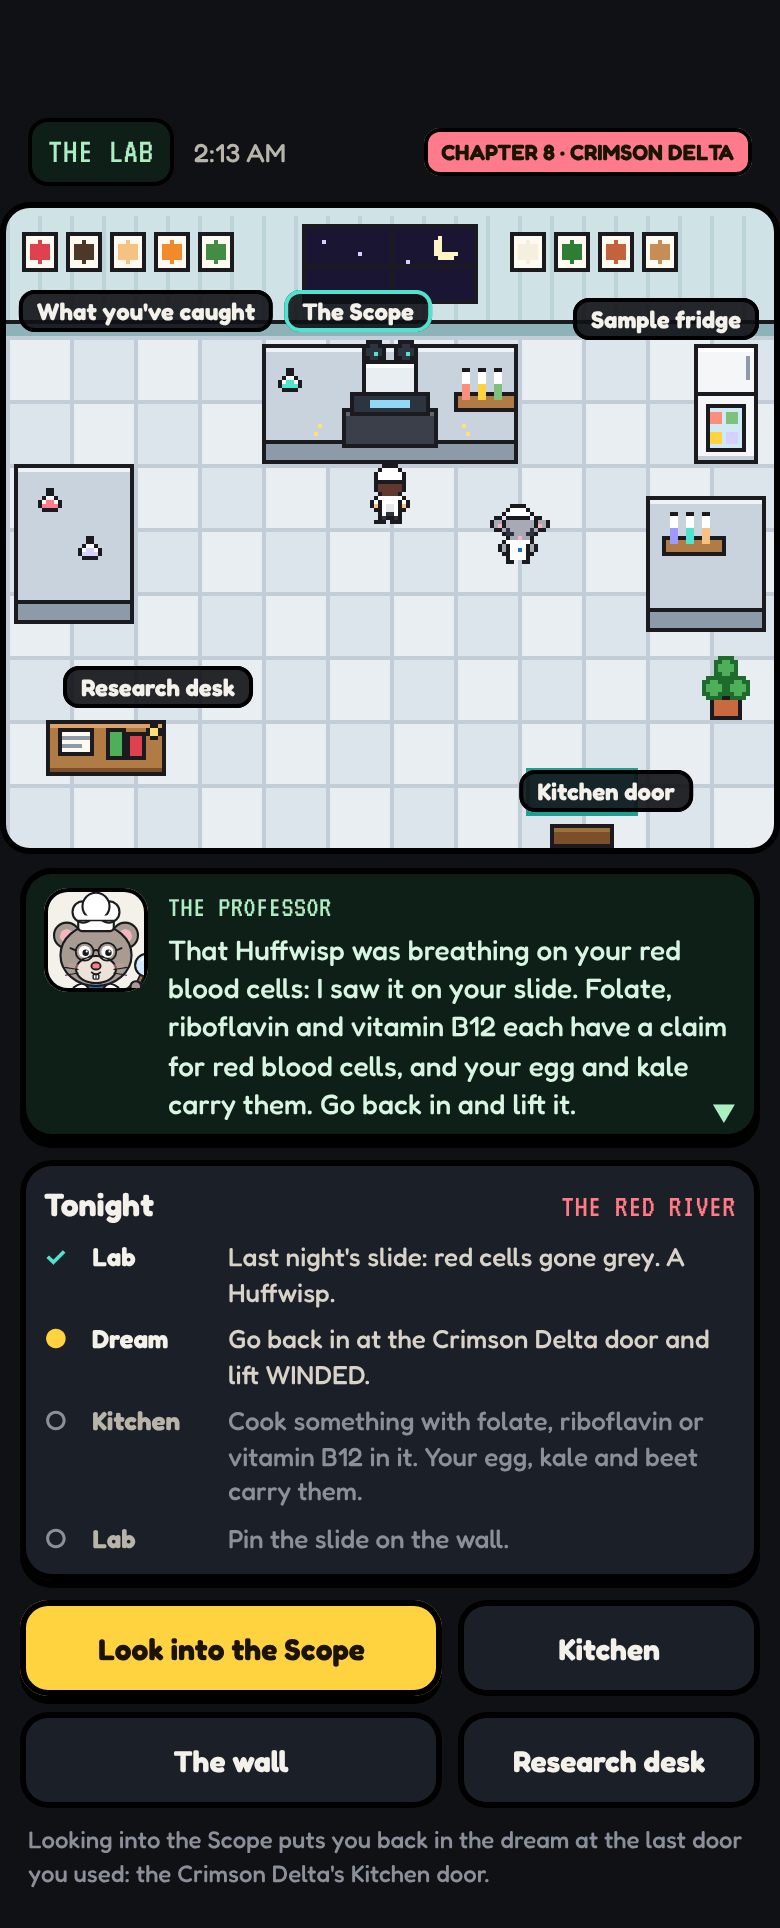 THE LAB
2:13 AM
CHAPTER 8 · CRIMSON DELTA
What you've caught
The Scope
Sample fridge
Research desk
Kitchen door
THE PROFESSOR
That Huffwisp was breathing on your red
blood cells: I saw it on your slide. Folate,
riboflavin and vitamin B12 each have a claim
for red blood cells, and your egg and kale
carry them. Go back in and lift it.
Tonight
THE RED RIVER
Lab
Last night's slide: red cells gone grey. A
Huffwisp.
Dream
Go back in at the Crimson Delta door and
lift WINDED.
Kitchen
Cook something with folate, riboflavin or
vitamin B12 in it. Your egg, kale and beet
carry them.
Lab
Pin the slide on the wall.
Look into the Scope
Kitchen
The wall
Research desk
Looking into the Scope puts you back in the dream at the last door
you used: the Crimson Delta's Kitchen door.